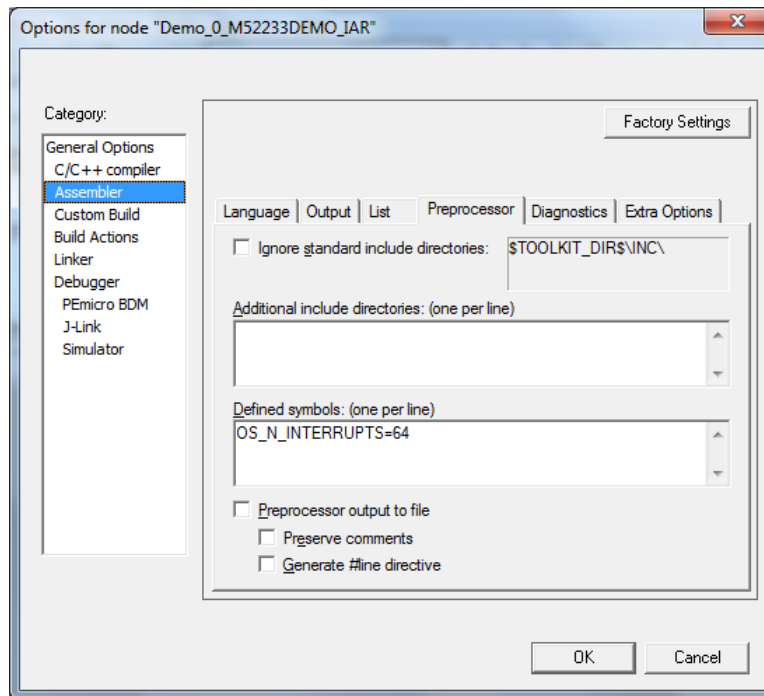 Options for node "Demo_0_M52233DEMO_IAR"
Category:
Factory Settings
General Options
C/C++ compiler
Assembler
Custom Build
Build Actions
Linker
Debugger
PEmicro BDM
J-Link
Simulator
Language Output List Preprocessor Diagnostics Extra Options
Ignore standard include directories: $TOOLKIT_DIR$\INC\
Additional include directories: (one per line)
Defined symbols: (one per line)
OS_N_INTERRUPTS=64
Preprocessor output to file
Preserve comments
Generate #line directive
OK Cancel